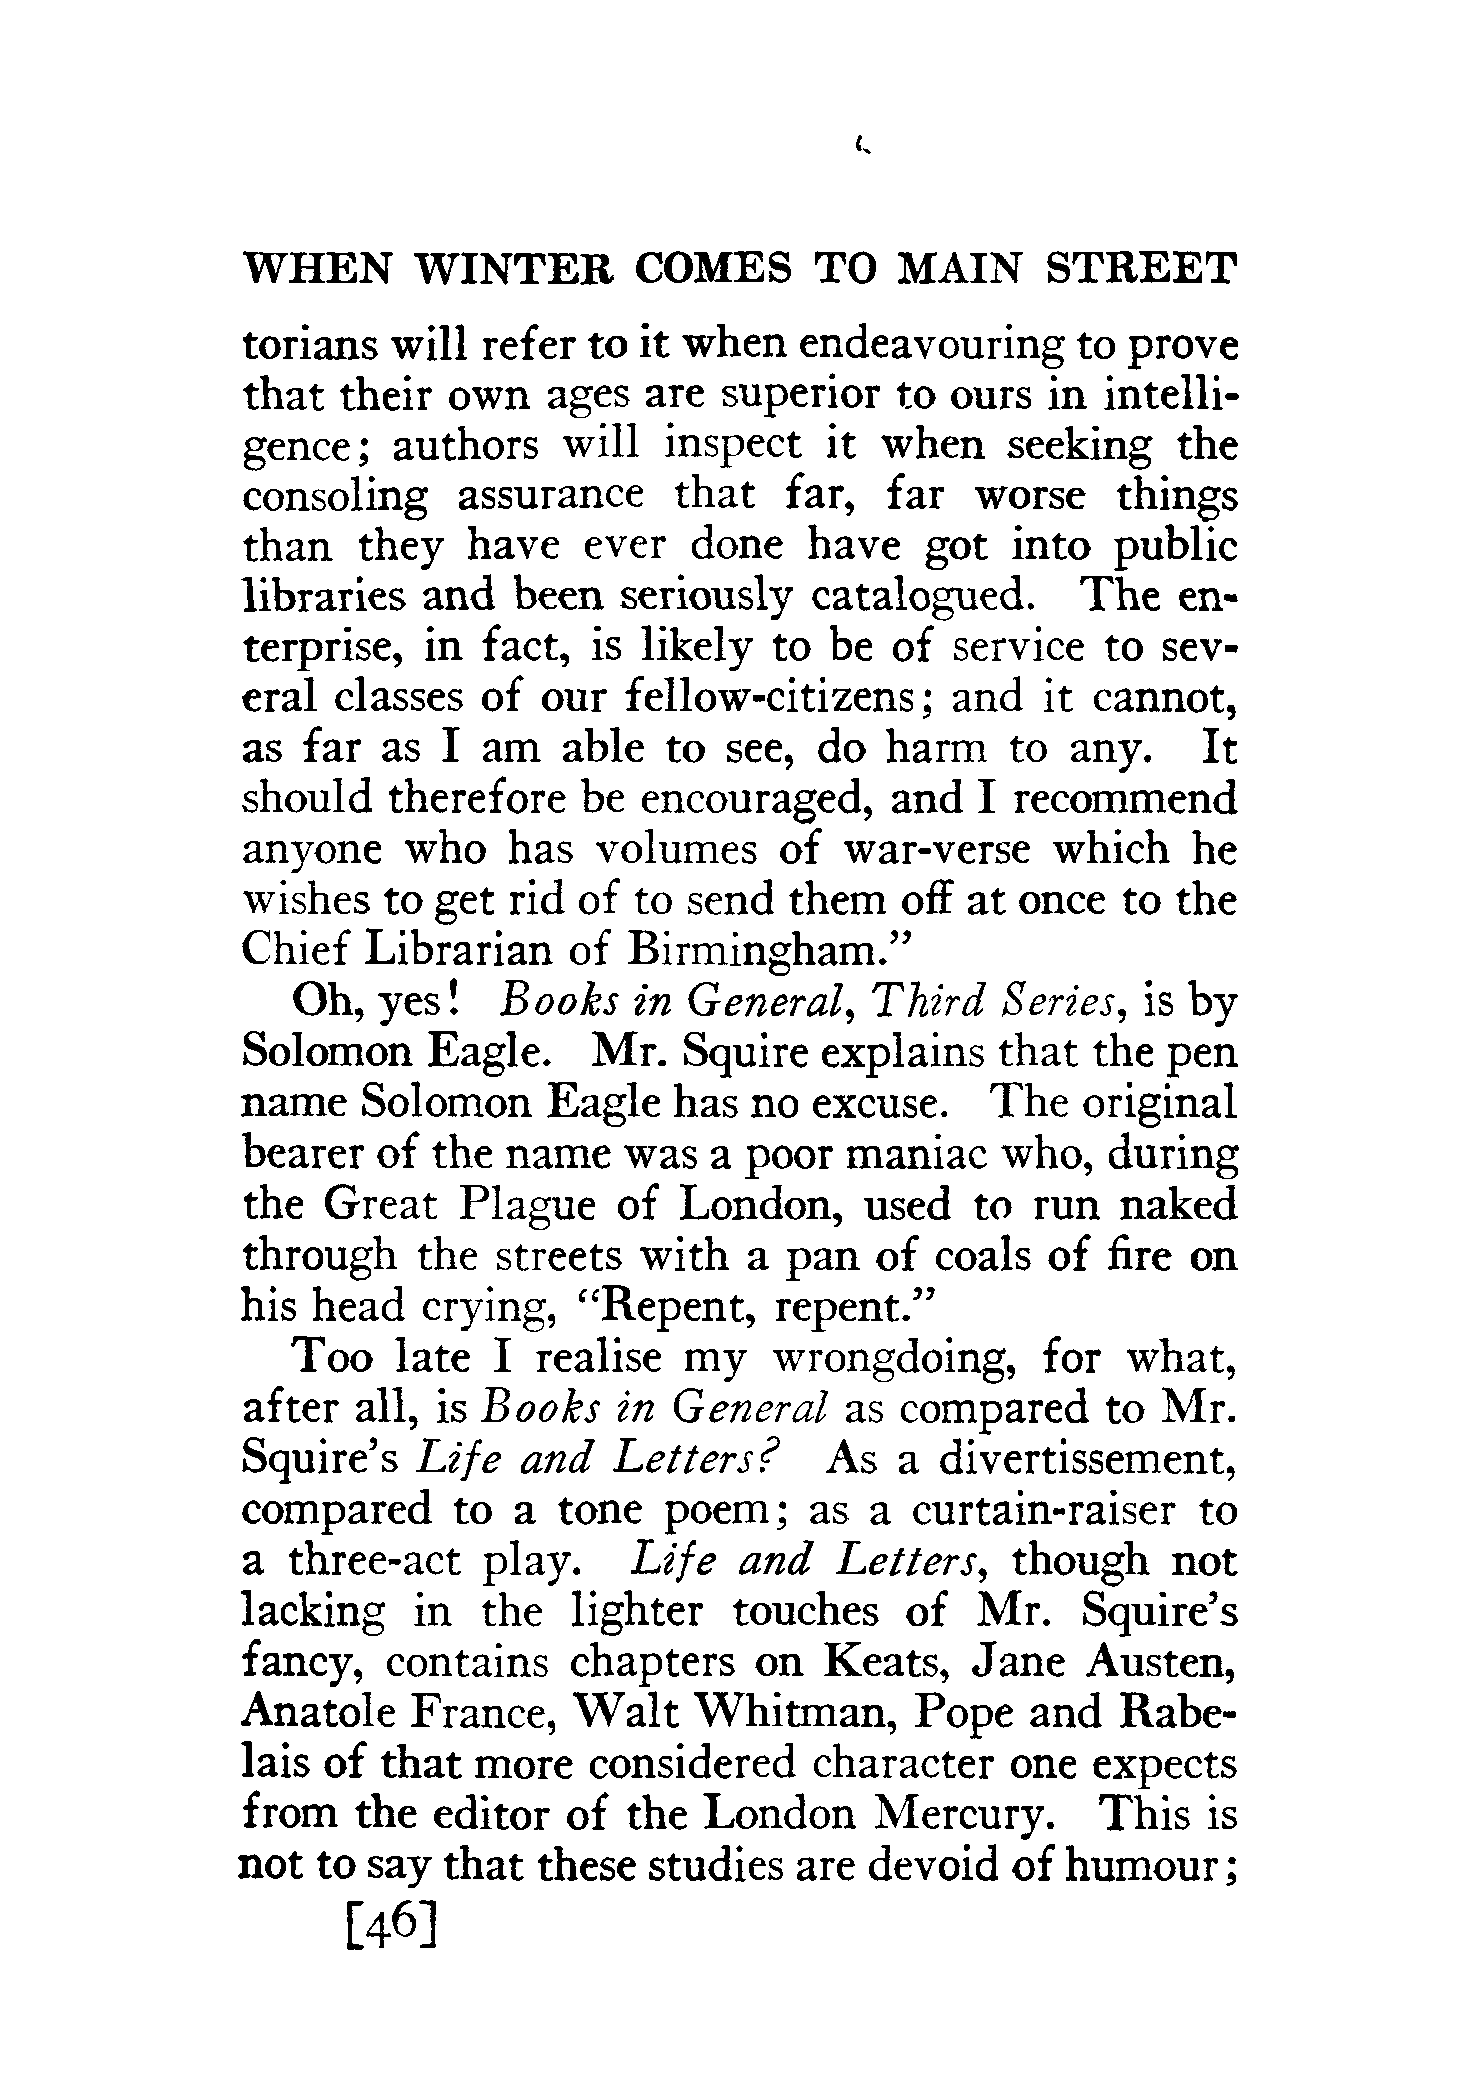 WHEN WINTER COMES TO MAIN STREET
torians will refer to it when endeavouring to prove
that their own ages are superior to ours in intelli-
gence; authors will inspect it when seeking the
consoling assurance that far, far worse things
than they have ever done have got into public
libraries and been seriously catalogued. The en-
terprise, in fact, is likely to be of service to sev-
eral classes of our fellow-citizens; and it cannot,
as far as I am able to see, do harm to any. It
should therefore be encouraged, and I recommend
anyone who has volumes of war-verse which he
wishes to get rid of to send them off at once to the
Chief Librarian of Birmingham.”
Oh, yes! Books in General, Third Series, is by
Solomon Eagle. Mr. Squire explains that the pen
name Solomon Eagle has no excuse. The original
bearer of the name was a poor maniac who, during
the Great Plague of London, used to run naked
through the streets with a pan of coals of fire on
his head crying, “Repent, repent.”
Too late I realise my wrongdoing, for what,
after all, is Books in General as compared to Mr.
Squire’s Life and Letters? As a divertissement,
compared to a tone poem; as a curtain-raiser to
a three-act play. Life and Letters, though not
lacking in the lighter touches of Mr. Squire’s
fancy, contains chapters on Keats, Jane Austen,
Anatole France, Walt Whitman, Pope and Rabe-
lais of that more considered character one expects
from the editor of the London Mercury. This is
not to say that these studies are devoid of humour;
[46]